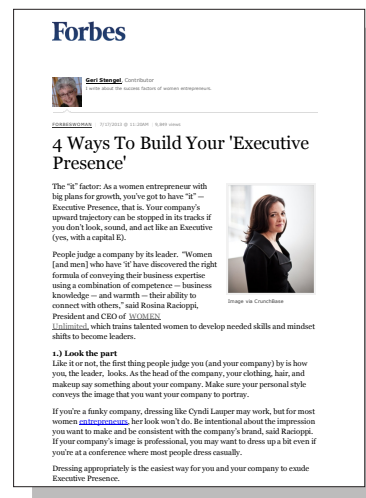 Forbes
Geri Stengel, Contributor
I write about the success factors of women entrepreneurs.
FORBESWOMAN | 7/17/2012 @ 11:20AM |
4 Ways To Build Your 'Executive
Presence'
The “it” factor: As a women entrepreneur with
big plans for growth, you've got to have “it” —
Executive Presence, that is. Your company's
upward trajectory can be stopped in its tracks if
you don't look, sound, and act like an Executive
(yes, with a capital E).
People judge a company by its leader. “Women
[and men] who have ‘it’ have discovered the right
formula of conveying their business expertise
using a combination of competence — business
knowledge — and warmth — their ability to
connect with others,” said Rosina Racioppi,
President and CEO of WOMEN
Unlimited, which trains talented women to develop needed skills and mindset
shifts to become leaders.
Image via CrunchBase
1.) Look the part
Like it or not, the first thing people judge you (and your company) by is how
you, the leader, looks. As the head of the company, your clothing, hair, and
makeup say something about your company. Make sure your personal style
conveys the image that you want your company to portray.
If you're a funky company, dressing like Cyndi Lauper may work, but for most
women entrepreneurs, her look won't do. Be intentional about the impression
you want to make and be consistent with the company's brand, said Racioppi.
If your company's image is professional, you may want to dress up a bit even if
you're at a conference where most people dress casually.
Dressing appropriately is the easiest way for you and your company to exude
Executive Presence.